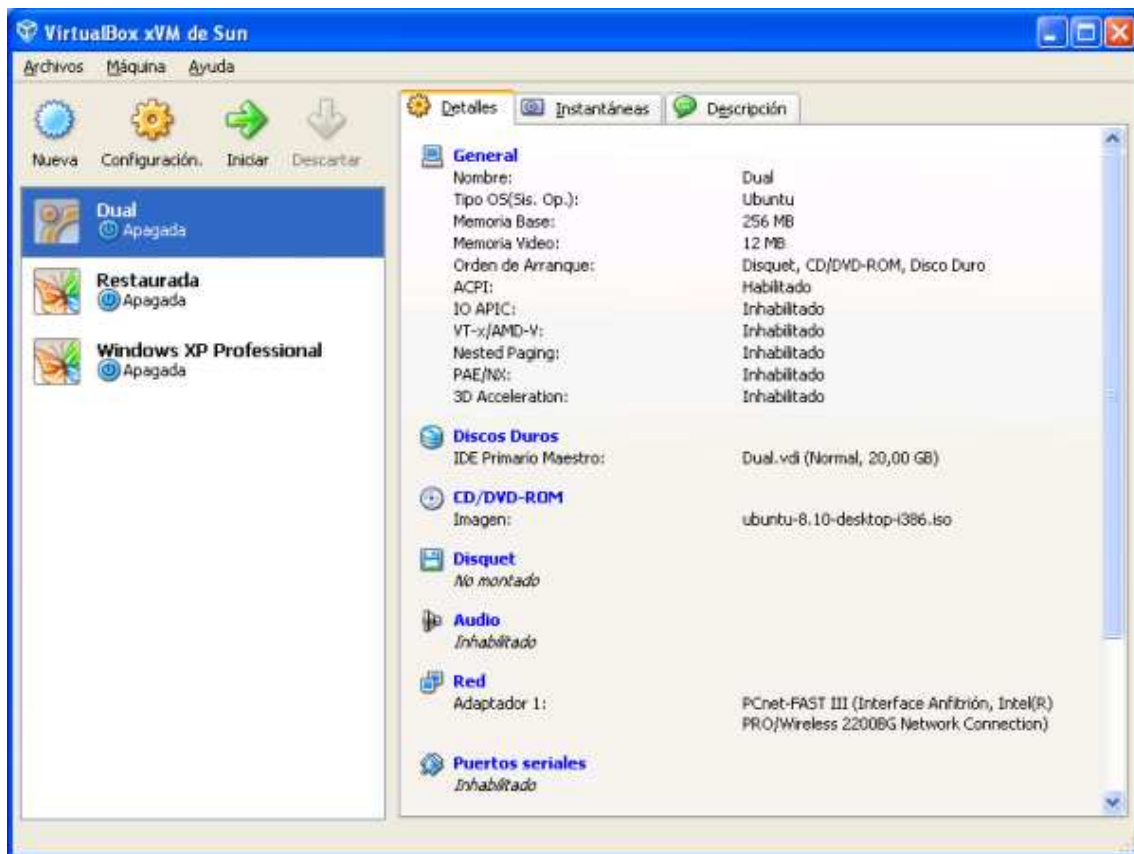 VirtualBox xVM de Sun
Archivos Máquina Ayuda
Nueva Configuración. Iniciar Descartar
Dual
Apagada
Restaurada
Apagada
Windows XP Professional
Apagada
Detalles Instantáneas Descripción
General
Nombre: Dual
Tipo OS(Sis. Op.): Ubuntu
Memoria Base: 256 MB
Memoria Video: 12 MB
Orden de Arranque: Disquet, CD/DVD-ROM, Disco Duro
ACPI: Habilitado
IO APIC: Inhabilitado
VT-x/AMD-V: Inhabilitado
Nested Paging: Inhabilitado
PAE/NX: Inhabilitado
3D Acceleration: Inhabilitado
Discos Duros
IDE Primario Maestro: Dual.vdi (Normal, 20,00 GB)
CD/DVD-ROM
Imagen: ubuntu-8.10-desktop-i386.iso
Disquet
No montado
Audio
Inhabilitado
Red
Adaptador 1: PCnet-FAST III (Interface Anfitrión, Intel(R)
PRO/Wireless 2200BG Network Connection)
Puertos seriales
Inhabilitado